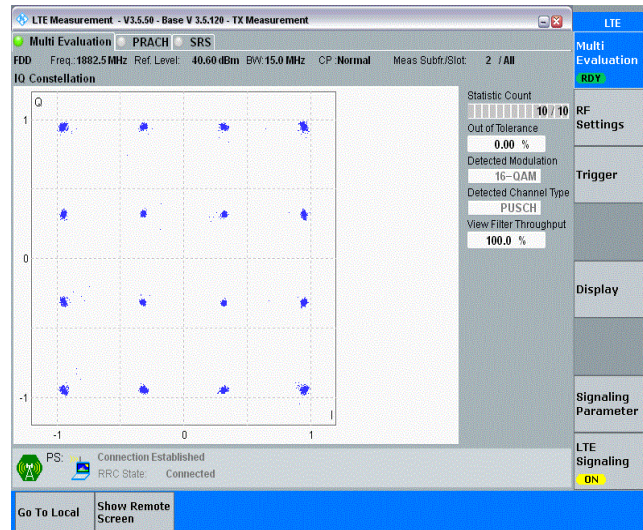 LTE Measurement - V3.5.50 - Base V 3.5.120 - TX Measurement
LTE
Multi Evaluation PRACH SRS
FDD Freq.: 1882.5 MHz Ref. Level: 40.60 dBm BW: 15.0 MHz CP: Normal Meas Subfr./Slot: 2 / All
IQ Constellation
Q
1
0
-1
-1 0 1
I
Statistic Count
10 / 10
Out of Tolerance
0.00 %
Detected Modulation
16-QAM
Detected Channel Type
PUSCH
View Filter Throughput
100.0 %
Multi
Evaluation
RDY
RF
Settings
Trigger
Display
Signaling
Parameter
LTE
Signaling
ON
PS: Connection Established
RRC State: Connected
Go To Local
Show Remote
Screen